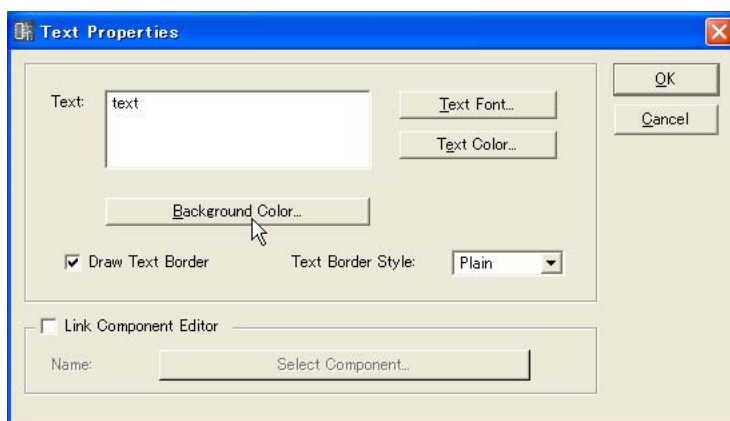 Text Properties
OK
Text: text
Text Font...
Cancel
Text Color...
Background Color...
Draw Text Border Text Border Style: Plain
Link Component Editor
Name: Select Component...